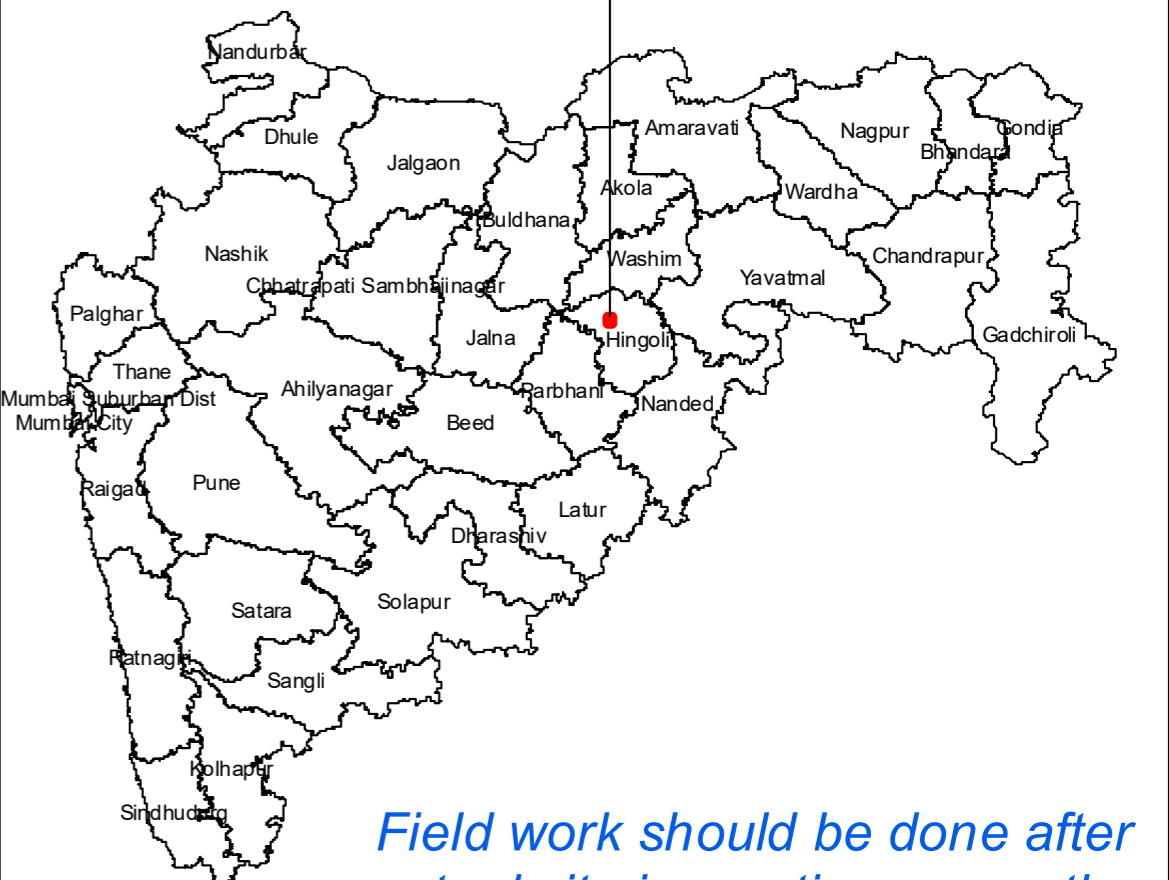 Nandurbar
Dhule
Jalgaon
Amaravati
Nagpur
Gondia
Bhandara
Akola
Wardha
Buldhana
Nashik
Washim
Chandrapur
Chhatrapati Sambhajinagar
Yavatmal
Palghar
Jalna
Hingoli
Gadchiroli
Thane
Ahilyanagar
Parbhani
Mumbai Suburban Dist
Nanded
Mumbai City
Beed
Raigad
Pune
Latur
Dharashiv
Satara
Solapur
Ratnagiri
Sangli
Kolhapur
Sindhudurg
Field work should be done after